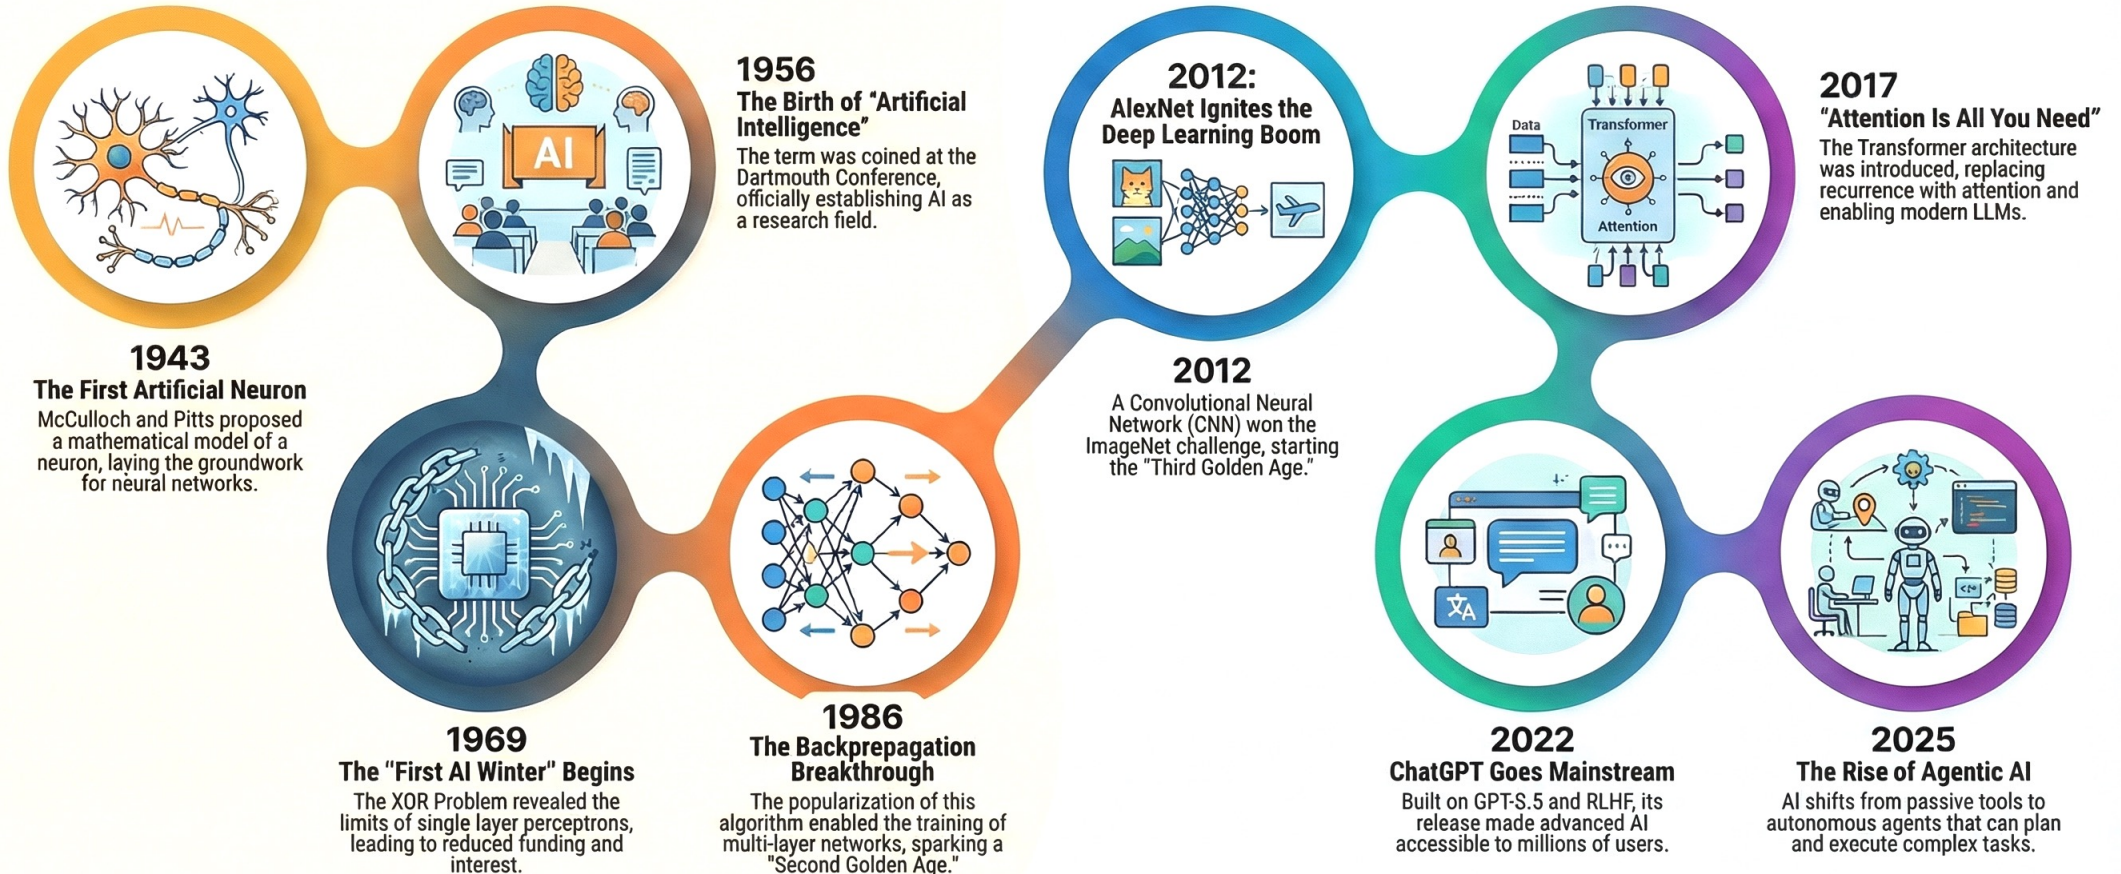 1943
The First Artificial Neuron
McCulloch and Pitts proposed
a mathematical model of a
neuron, laying the groundwork
for neural networks.
AI
1956
The Birth of "Artificial
Intelligence"
The term was coined at the
Dartmouth Conference,
officially establishing AI as
a research field.
1969
The "First AI Winter" Begins
The XOR Problem revealed the
limits of single layer perceptrons,
leading to reduced funding and
interest.
1986
The Backprepagation
Breakthrough
The popularization of this
algorithm enabled the training of
multi-layer networks, sparking a
"Second Golden Age."
2012:
AlexNet Ignites the
Deep Learning Boom
2012
A Convolutional Neural
Network (CNN) won the
ImageNet challenge, starting
the "Third Golden Age."
Data
Transformer
Attention
2017
"Attention Is All You Need"
The Transformer architecture
was introduced, replacing
recurrence with attention and
enabling modern LLMs.
文A
2022
ChatGPT Goes Mainstream
Built on GPT-S.5 and RLHF, its
release made advanced AI
accessible to millions of users.
</>
2025
The Rise of Agentic AI
AI shifts from passive tools to
autonomous agents that can plan
and execute complex tasks.